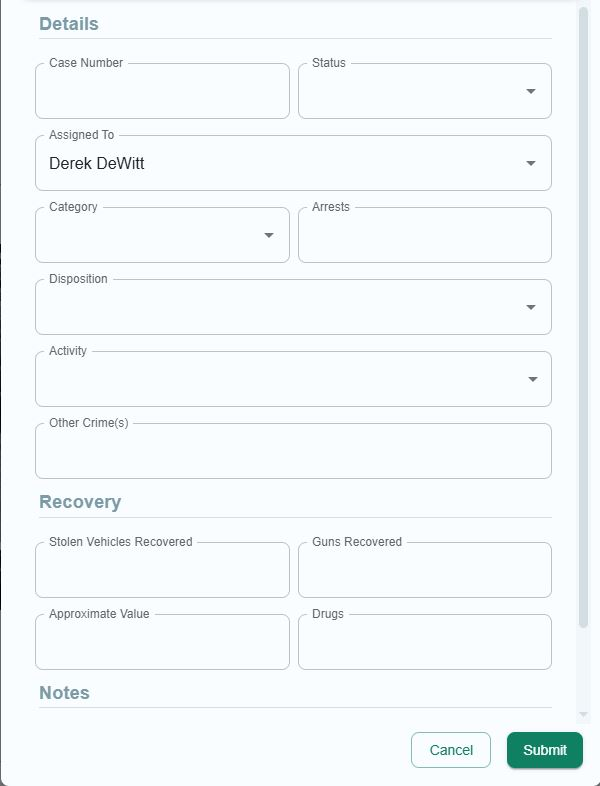 Details
Case Number
Status
Assigned To
Derek DeWitt
Category
Arrests
Disposition
Activity
Other Crime(s)
Recovery
Stolen Vehicles Recovered
Guns Recovered
Approximate Value
Drugs
Notes
Cancel
Submit